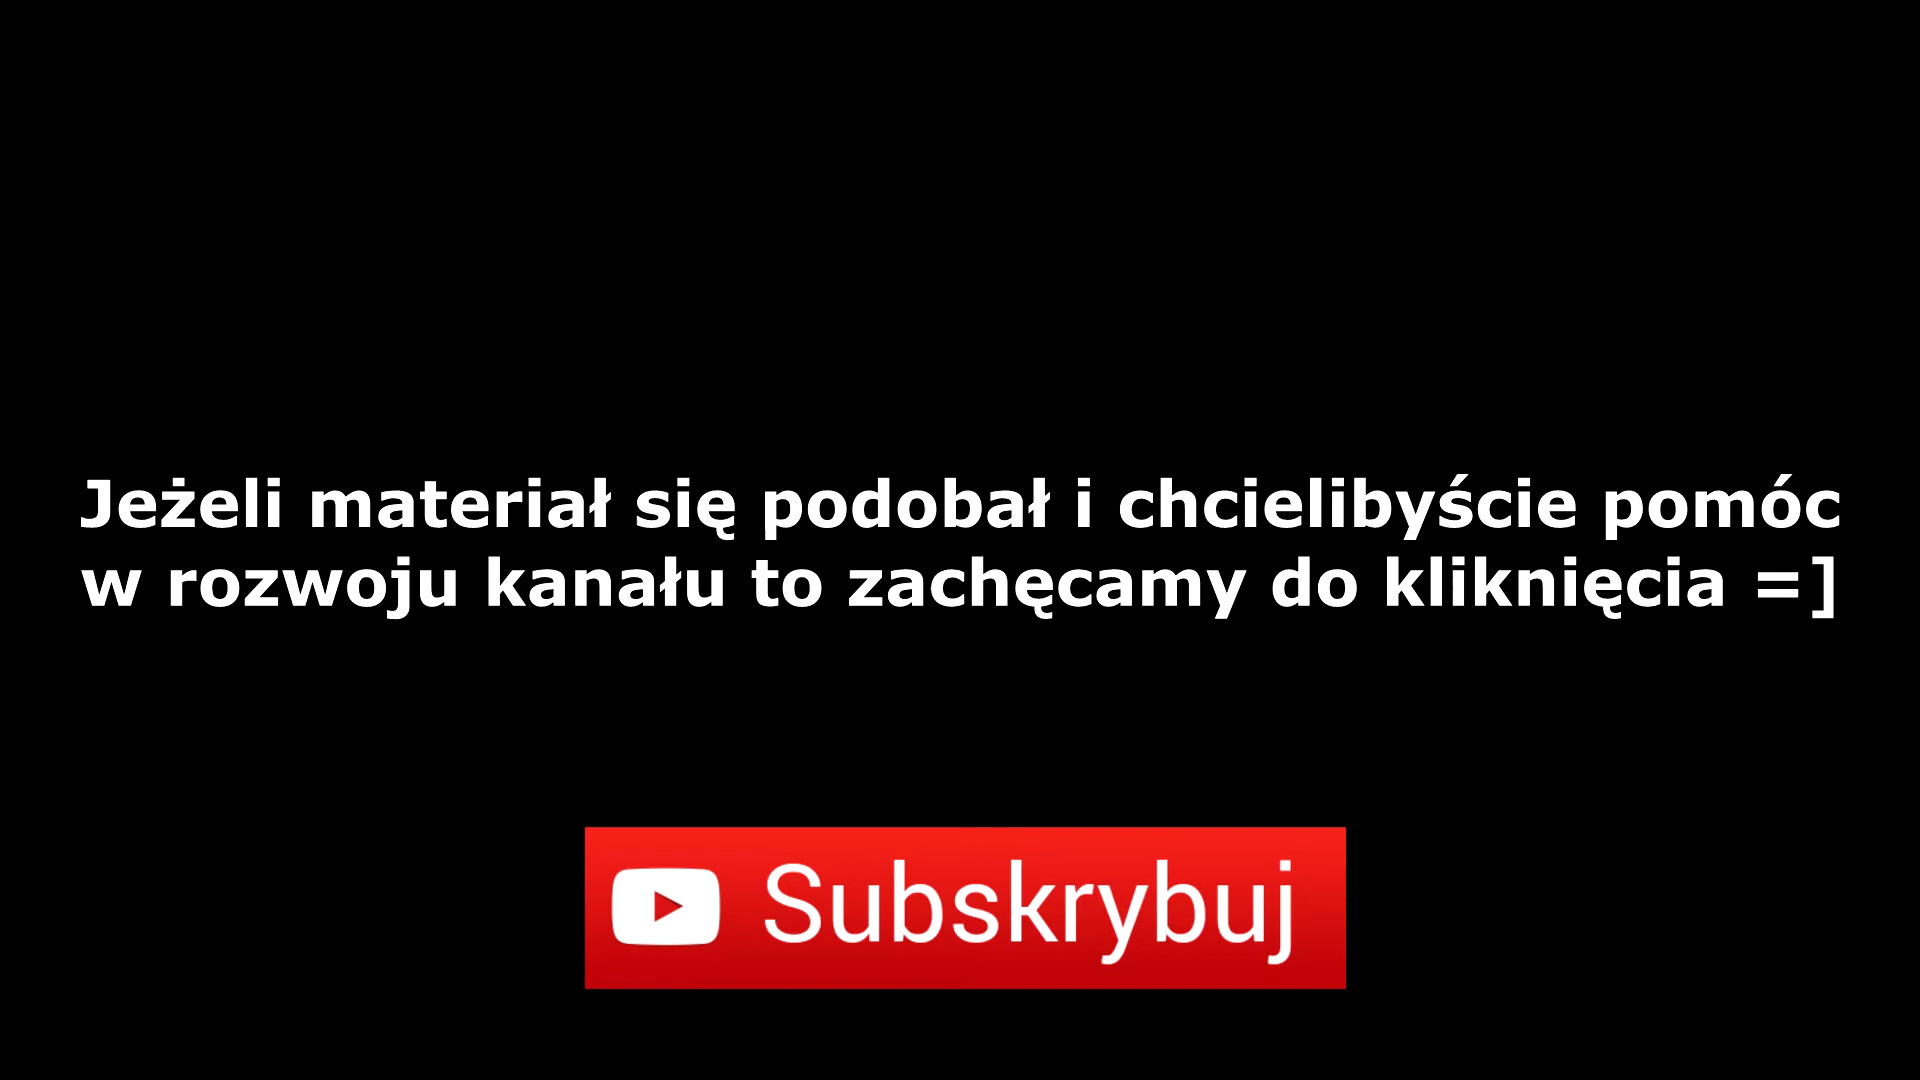 Jeżeli materiał się podobał i chcielibyście pomóc
w rozwoju kanału to zachęcamy do kliknięcia =]
Subskrybuj